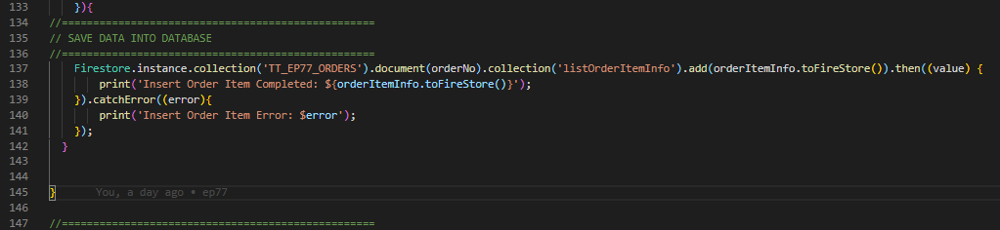 133 }){
134 //===================================================
135 // SAVE DATA INTO DATABASE
136 //===================================================
137 Firestore.instance.collection('TT_EP77_ORDERS').document(orderNo).collection('listOrderItemInfo').add(orderItemInfo.toFireStore()).then((value) {
138 print('Insert Order Item Completed: ${orderItemInfo.toFireStore()}');
139 }).catchError((error){
140 print('Insert Order Item Error: $error');
141 });
142 }
143
144
145 } You, a day ago • ep77
146
147 //===================================================